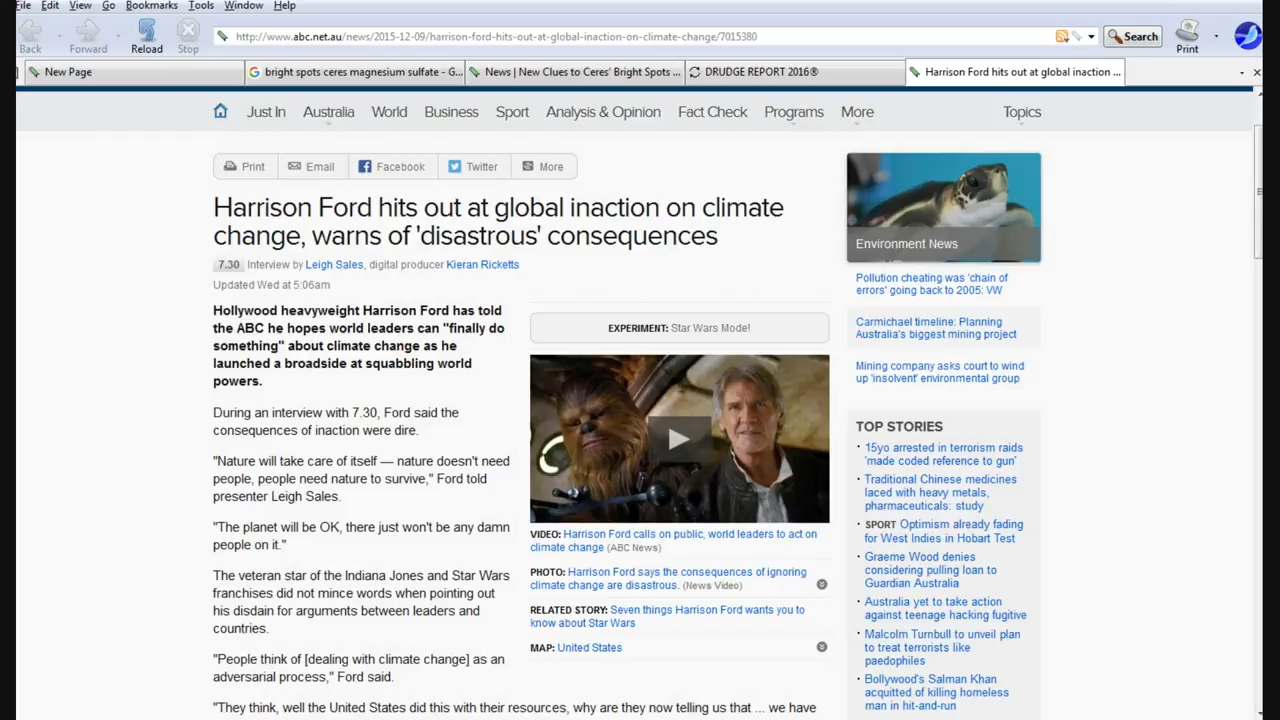 File Edit View Go Bookmarks Tools Window Help
Back Forward Reload Stop
http://www.abc.net.au/news/2015-12-09/harrison-ford-hits-out-at-global-inaction-on-climate-change/7015380
Search Print
New Page
bright spots ceres magnesium sulfate - G...
News | New Clues to Ceres' Bright Spots ...
DRUDGE REPORT 2016®
Harrison Ford hits out at global inaction ...
Just In Australia World Business Sport Analysis & Opinion Fact Check Programs More Topics
Print Email Facebook Twitter More
Harrison Ford hits out at global inaction on climate
change, warns of 'disastrous' consequences
7.30 Interview by Leigh Sales, digital producer Kieran Ricketts
Updated Wed at 5:06am
Hollywood heavyweight Harrison Ford has told
the ABC he hopes world leaders can "finally do
something" about climate change as he
launched a broadside at squabbling world
powers.
During an interview with 7.30, Ford said the
consequences of inaction were dire.
"Nature will take care of itself — nature doesn't need
people, people need nature to survive," Ford told
presenter Leigh Sales.
"The planet will be OK, there just won't be any damn
people on it."
The veteran star of the Indiana Jones and Star Wars
franchises did not mince words when pointing out
his disdain for arguments between leaders and
countries.
"People think of [dealing with climate change] as an
adversarial process," Ford said.
"They think, well the United States did this with their resources, why are they now telling us that ... we have
EXPERIMENT: Star Wars Mode!
VIDEO: Harrison Ford calls on public, world leaders to act on
climate change (ABC News)
PHOTO: Harrison Ford says the consequences of ignoring
climate change are disastrous. (News Video)
RELATED STORY: Seven things Harrison Ford wants you to
know about Star Wars
MAP: United States
Environment News
Pollution cheating was 'chain of
errors' going back to 2005: VW
Carmichael timeline: Planning
Australia's biggest mining project
Mining company asks court to wind
up 'insolvent' environmental group
TOP STORIES
15yo arrested in terrorism raids
'made coded reference to gun'
Traditional Chinese medicines
laced with heavy metals,
pharmaceuticals: study
SPORT Optimism already fading
for West Indies in Hobart Test
Graeme Wood denies
considering pulling loan to
Guardian Australia
Australia yet to take action
against teenage hacking fugitive
Malcolm Turnbull to unveil plan
to treat terrorists like
paedophiles
Bollywood's Salman Khan
acquitted of killing homeless
man in hit-and-run